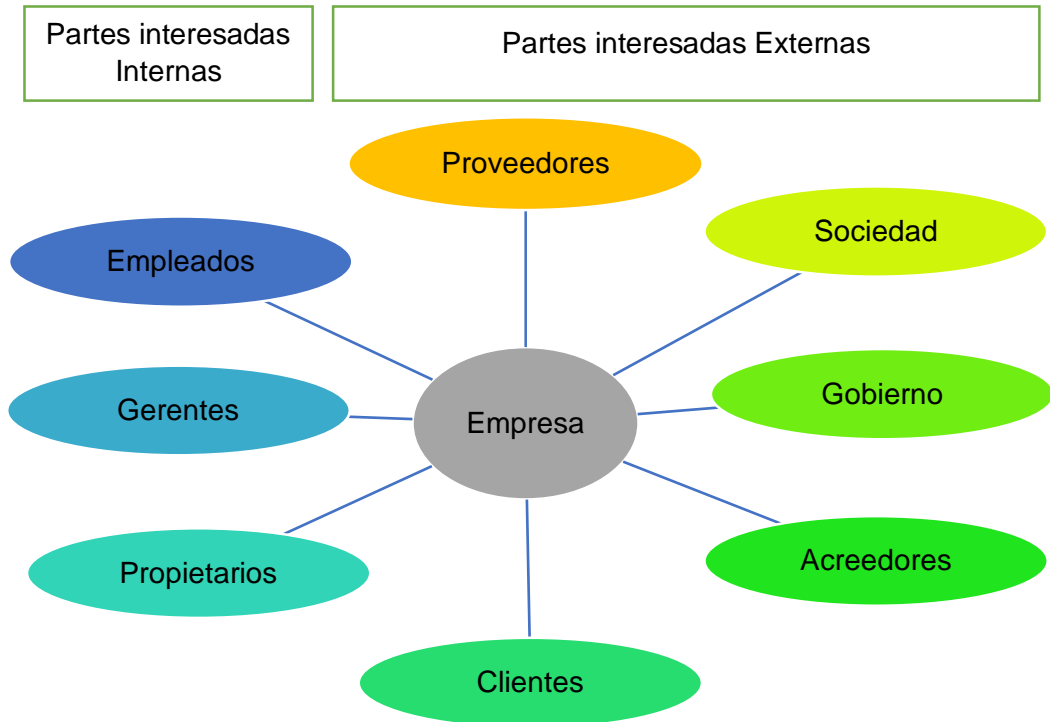 Partes interesadas
Internas
Partes interesadas Externas
Proveedores
Sociedad
Empleados
Gobierno
Gerentes
Empresa
Propietarios
Acreedores
Clientes